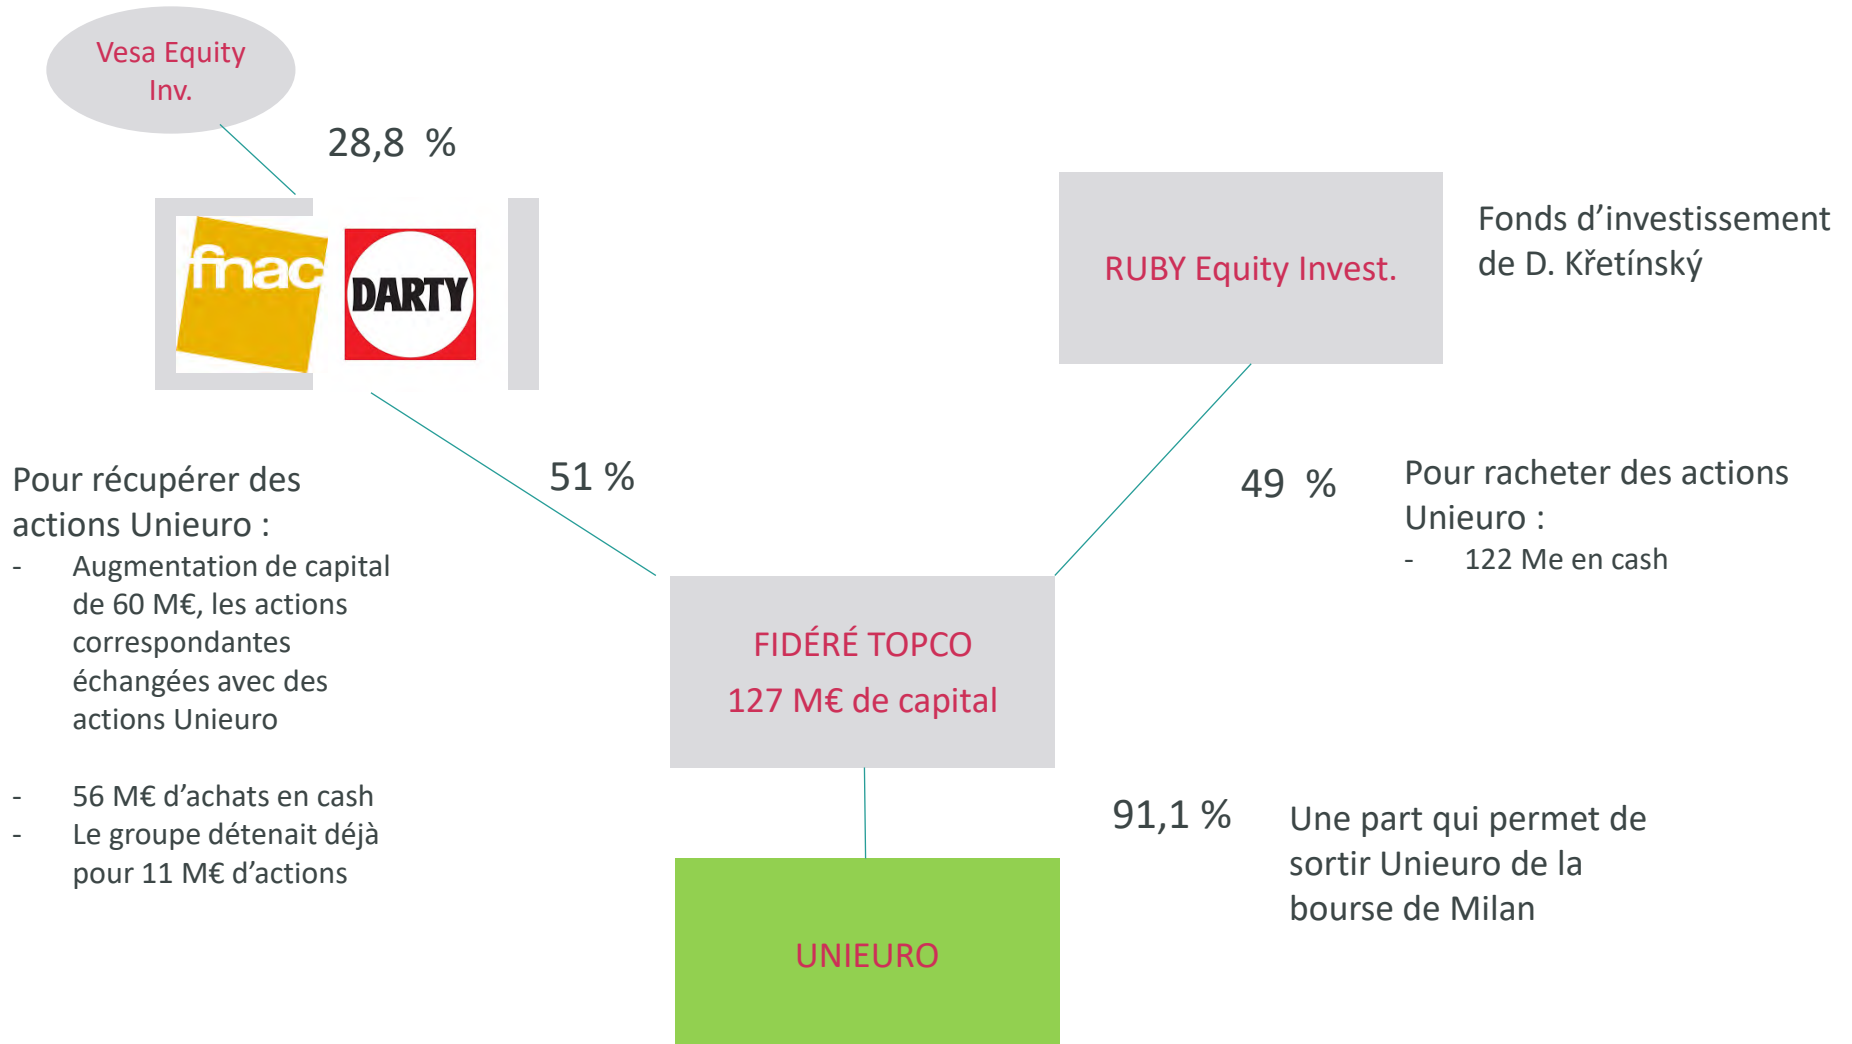 Vesa Equity
Inv.
28,8 %
fnac
DARTY
RUBY Equity Invest.
Fonds d’investissement
de D. Křetínský
Pour récupérer des
actions Unieuro :
- Augmentation de capital
de 60 M€, les actions
correspondantes
échangées avec des
actions Unieuro
- 56 M€ d’achats en cash
- Le groupe détenait déjà
pour 11 M€ d’actions
51 %
49 %
Pour racheter des actions
Unieuro :
- 122 Me en cash
FIDÉRÉ TOPCO
127 M€ de capital
91,1 %
Une part qui permet de
sortir Unieuro de la
bourse de Milan
UNIEURO